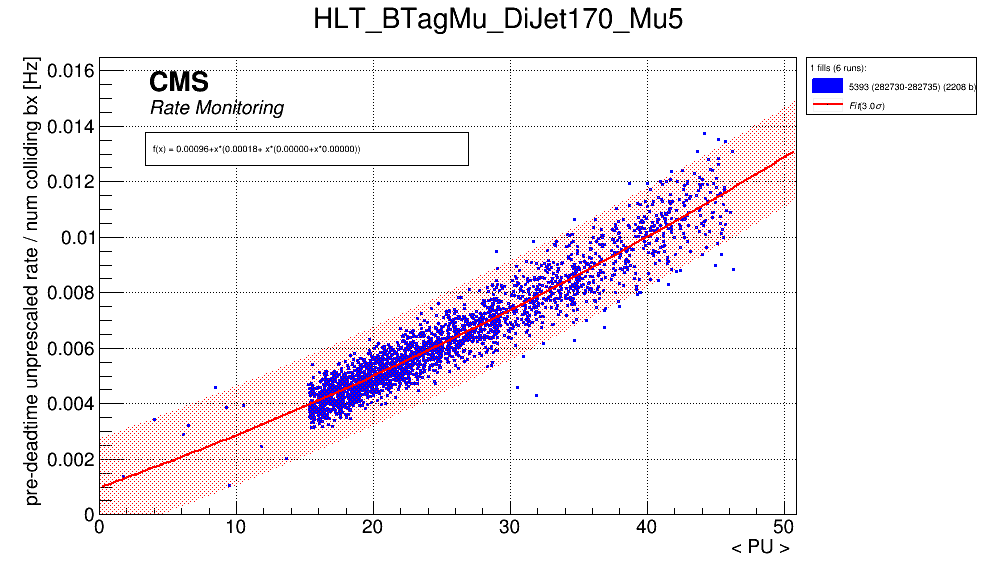 HLT_BTagMu_DiJet170_Mu5
pre-deadtime unprescaled rate / num colliding bx [Hz]
0.016
0.014
0.012
0.01
0.008
0.006
0.004
0.002
0
CMS
Rate Monitoring
f(x) = 0.00096+x*(0.00018+ x*(0.00000+x*0.00000))
1 fills (6 runs):
5393 (282730-282735) (2208 b)
Fit(3.0σ)
0 10 20 30 40 50
< PU >